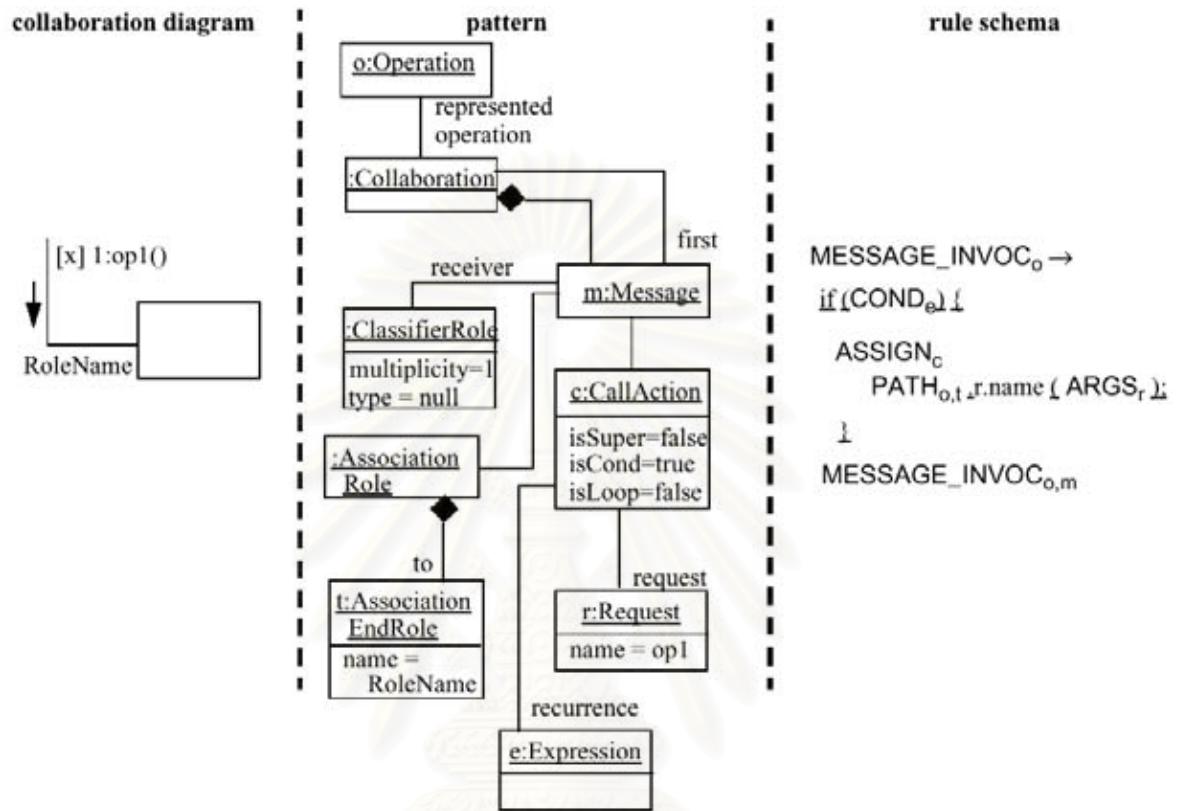 collaboration diagram
pattern
rule schema
[x] 1:op1()
RoleName
o:Operation
represented
operation
:Collaboration
first
receiver
m:Message
:ClassifierRole
multiplicity=1
type = null
c:CallAction
isSuper=false
isCond=true
isLoop=false
:Association
Role
to
t:Association
EndRole
name =
RoleName
request
r:Request
name = op1
recurrence
e:Expression
MESSAGE_INVOCo →
if (CONDe) {
ASSIGNc
PATHo,t .r.name ( ARGSr );
}
MESSAGE_INVOCo,m